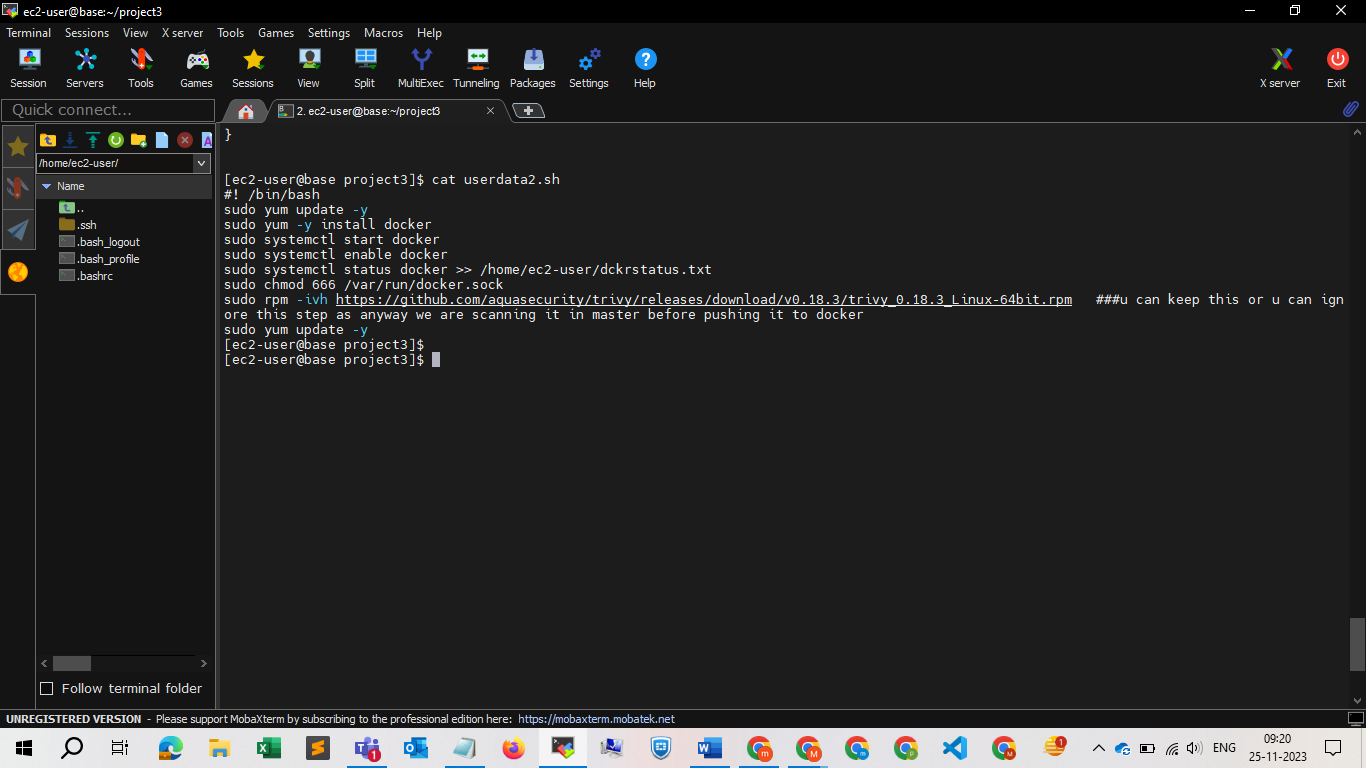 ec2-user@base:~/project3
Terminal Sessions View X server Tools Games Settings Macros Help
Session Servers Tools Games Sessions View Split MultiExec Tunneling Packages Settings Help X server Exit
Quick connect...
2. ec2-user@base:~/project3
/home/ec2-user/
Name
..
.ssh
.bash_logout
.bash_profile
.bashrc
}
[ec2-user@base project3]$ cat userdata2.sh
#! /bin/bash
sudo yum update -y
sudo yum -y install docker
sudo systemctl start docker
sudo systemctl enable docker
sudo systemctl status docker >> /home/ec2-user/dckrstatus.txt
sudo chmod 666 /var/run/docker.sock
sudo rpm -ivh https://github.com/aquasecurity/trivy/releases/download/v0.18.3/trivy_0.18.3_Linux-64bit.rpm ###u can keep this or u can ign
ore this step as anyway we are scanning it in master before pushing it to docker
sudo yum update -y
[ec2-user@base project3]$
[ec2-user@base project3]$
Follow terminal folder
UNREGISTERED VERSION - Please support MobaXterm by subscribing to the professional edition here: https://mobaxterm.mobatek.net
ENG
09:20
25-11-2023